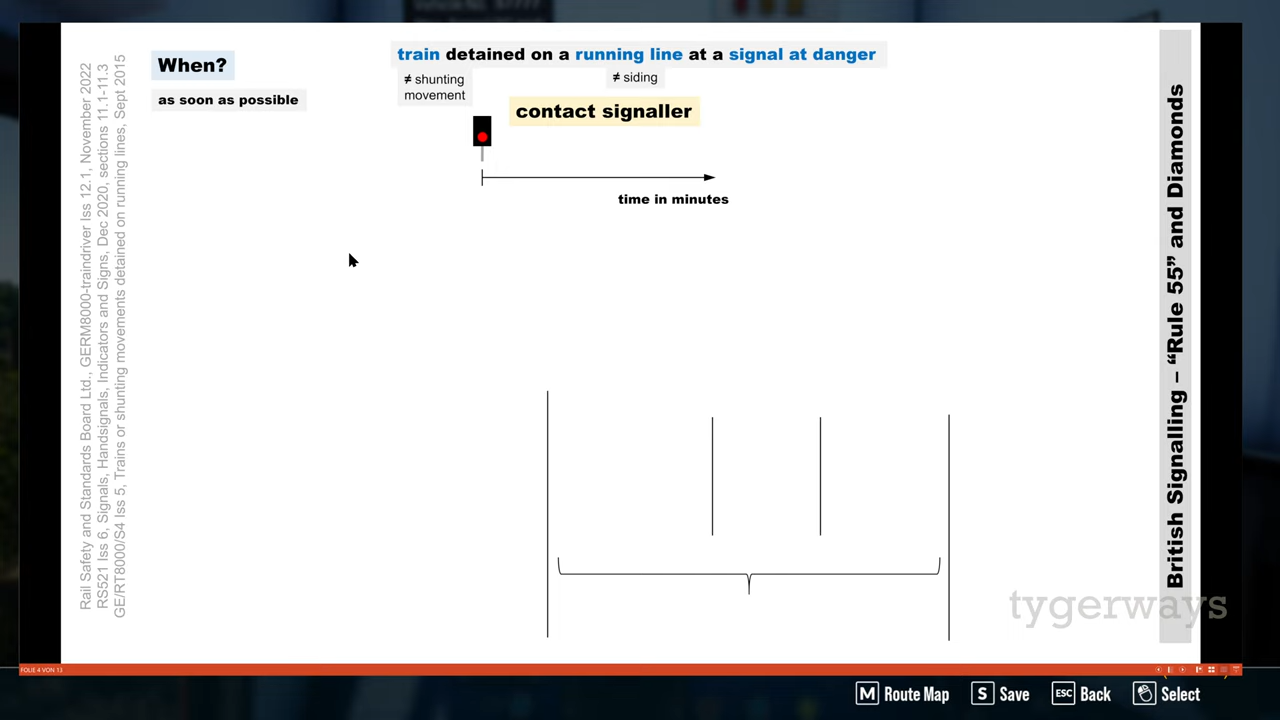 When?
as soon as possible
train detained on a running line at a signal at danger
≠ shunting
movement
≠ siding
contact signaller
time in minutes
Rail Safety and Standards Board Ltd., GERM8000-traindriver Iss 12.1, November 2022
RS521 Iss 6, Signals, Handsignals, Indicators and Signs, Dec 2020, sections 11.1-11.3
GE/RT8000/S4 Iss 5, Trains or shunting movements detained on running lines, Sept 2015
British Signalling – “Rule 55” and Diamonds
tygerways
FOLIE 4 VON 13
M Route Map
S Save
ESC Back
Select